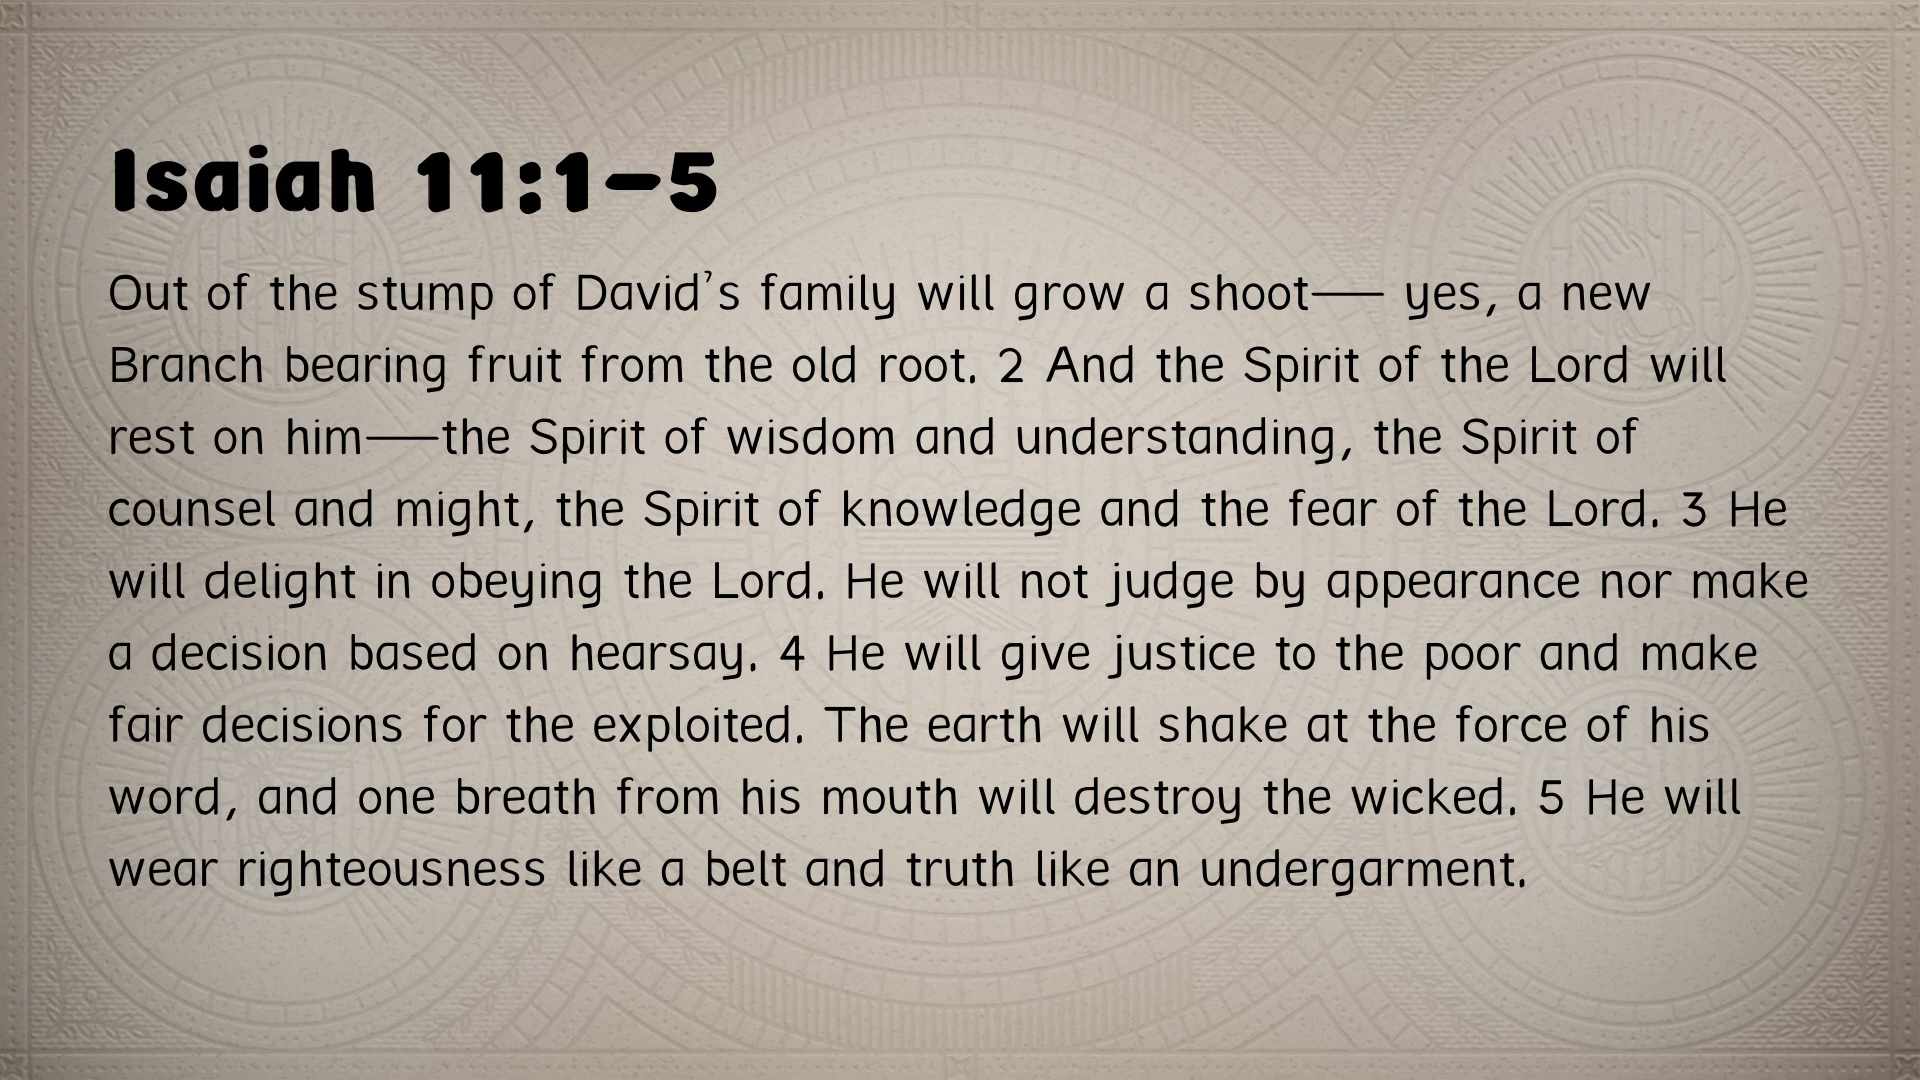 Isaiah 11:1–5
Out of the stump of David’s family will grow a shoot— yes, a new
Branch bearing fruit from the old root. 2 And the Spirit of the Lord will
rest on him—the Spirit of wisdom and understanding, the Spirit of
counsel and might, the Spirit of knowledge and the fear of the Lord. 3 He
will delight in obeying the Lord. He will not judge by appearance nor make
a decision based on hearsay. 4 He will give justice to the poor and make
fair decisions for the exploited. The earth will shake at the force of his
word, and one breath from his mouth will destroy the wicked. 5 He will
wear righteousness like a belt and truth like an undergarment.